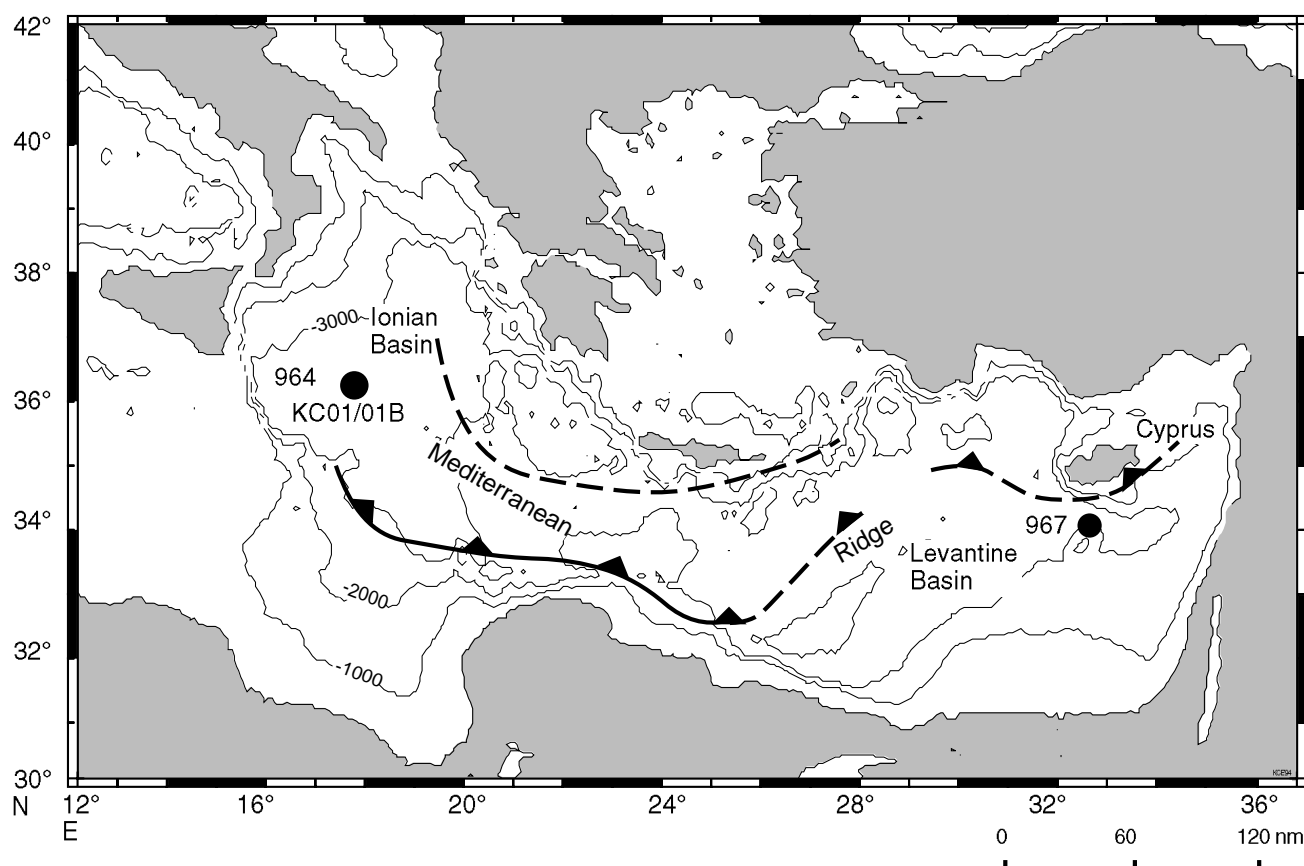 42°
40°
-3000
Ionian
Basin
38°
964
KC01/01B
36°
Cyprus
Mediterranean
34°
967
Ridge
Levantine
Basin
-2000
32°
-1000
30°
KCE94
N
12°
16°
20°
24°
28°
32°
36°
E
0
60
120 nm